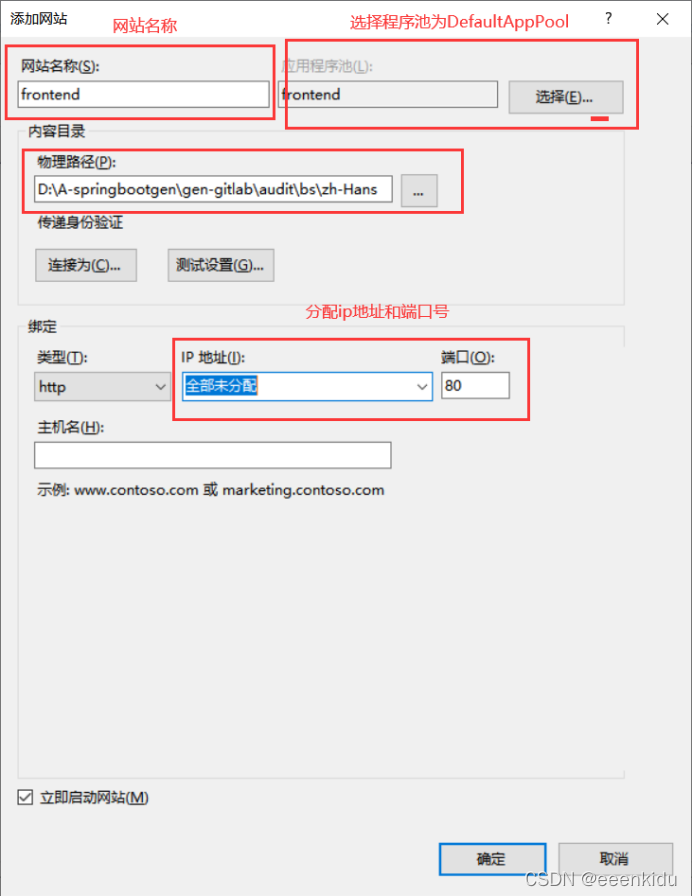 添加网站
?
网站名称
选择程序池为DefaultAppPool
网站名称(S):
应用程序池(L):
frontend
frontend
选择(E)...
内容目录
物理路径(P):
D:\A-springbootgen\gen-gitlab\audit\bs\zh-Hans
...
传递身份验证
连接为(C)...
测试设置(G)...
分配ip地址和端口号
绑定
类型(T):
IP 地址(I):
端口(O):
http
全部未分配
80
主机名(H):
示例: www.contoso.com 或 marketing.contoso.com
立即启动网站(M)
确定
取消
CSDN @eeenkidu